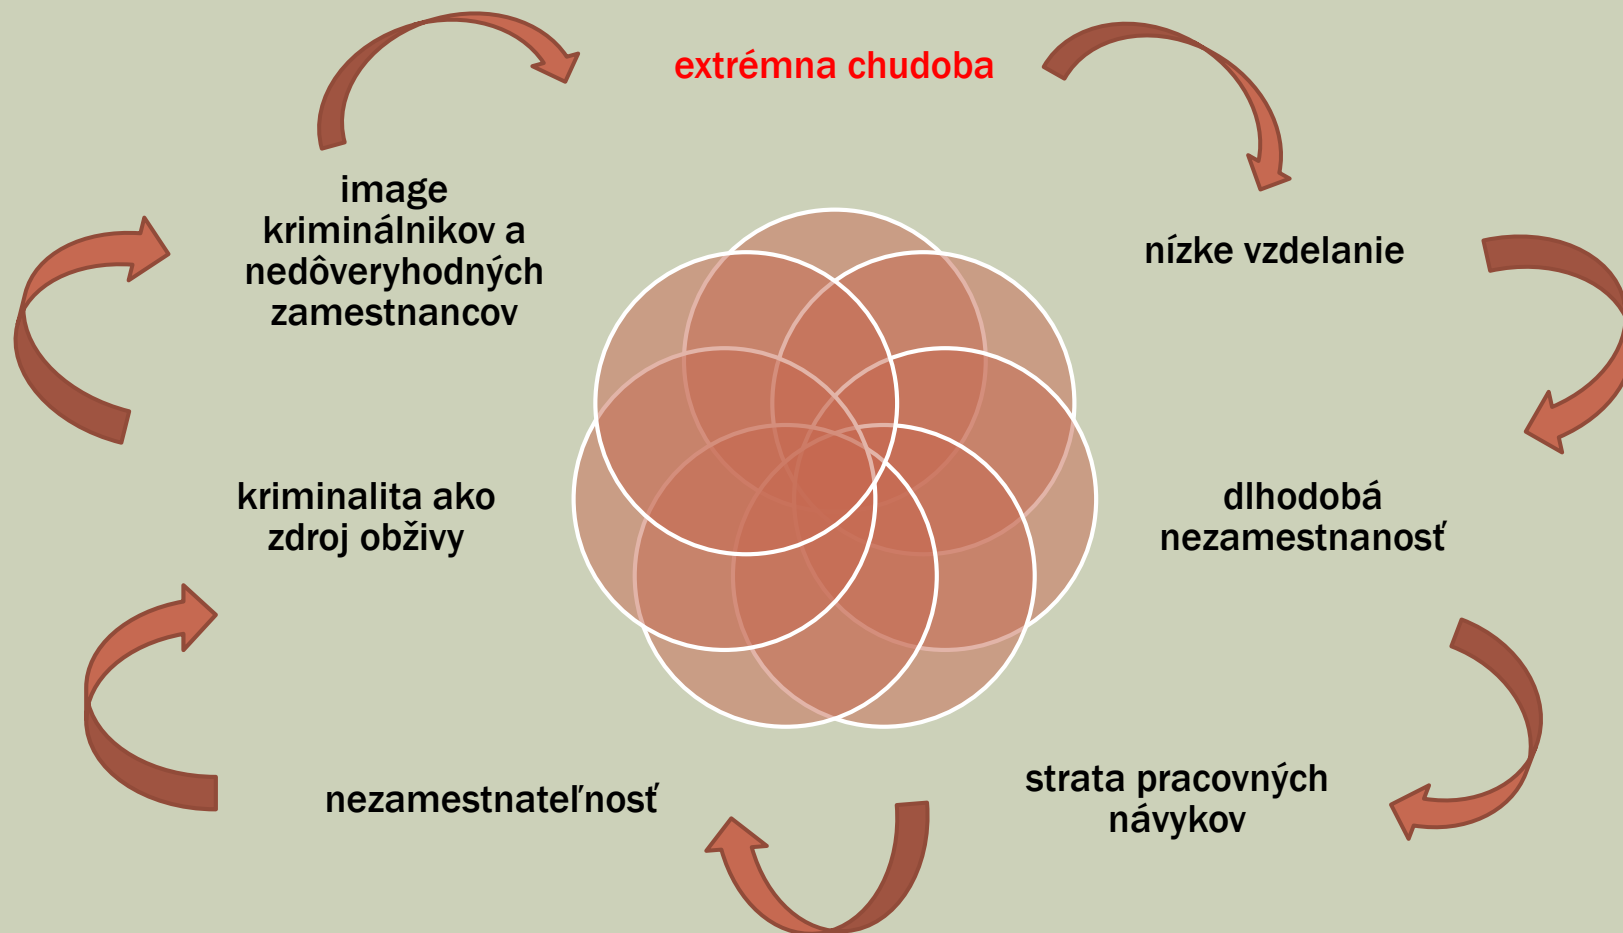 extrémna chudoba
nízke vzdelanie
dlhodobá
nezamestnanosť
strata pracovných
návykov
nezamestnateľnosť
kriminalita ako
zdroj obživy
image
kriminálnikov a
nedôveryhodných
zamestnancov